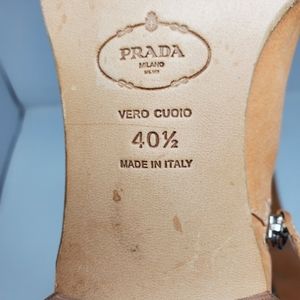 PRADA
MILANO
VERO CUOIO
40½
MADE IN ITALY